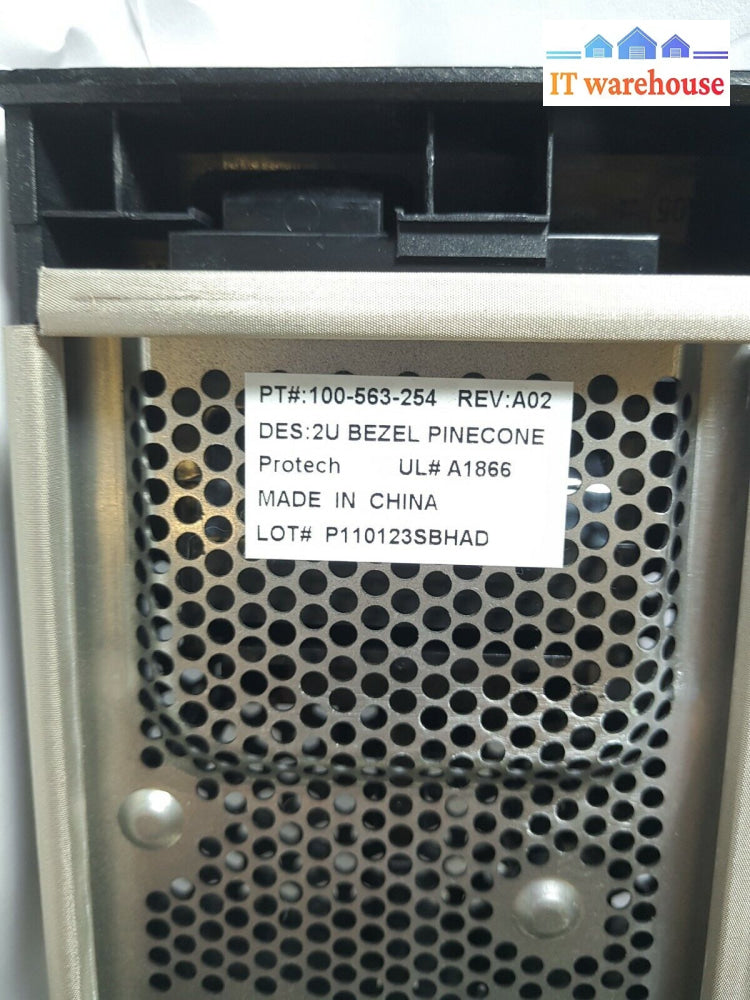 IT warehouse
PT#:100-563-254 REV:A02
DES:2U BEZEL PINECONE
Protech UL# A1866
MADE IN CHINA
LOT# P110123SBHAD